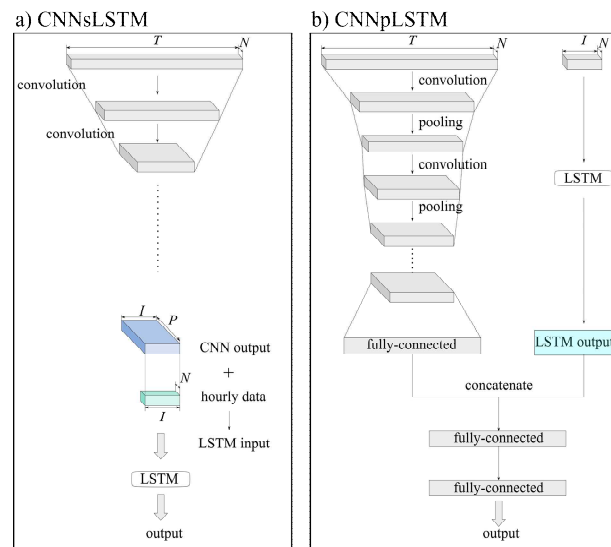 a) CNNsLSTM
T
N
convolution
convolution
I
P
CNN output
+
N
hourly data
I
LSTM input
LSTM
output
b) CNNpLSTM
T
N
I
N
convolution
pooling
convolution
LSTM
pooling
fully-connected
LSTM output
concatenate
fully-connected
fully-connected
output